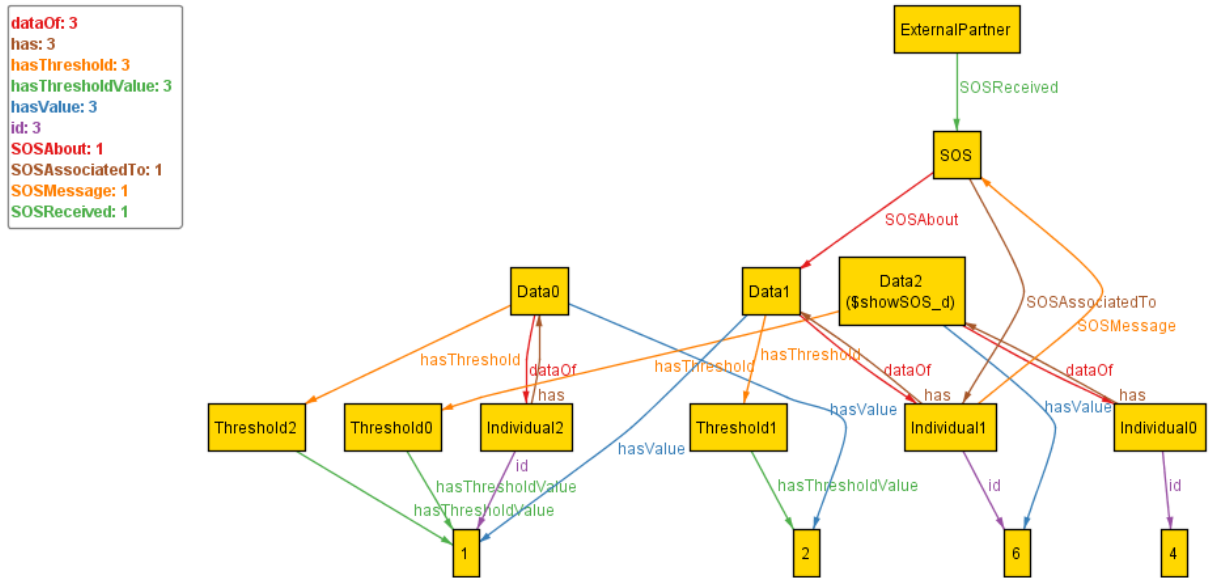 dataOf: 3
has: 3
hasThreshold: 3
hasThresholdValue: 3
hasValue: 3
id: 3
SOSAbout: 1
SOSAssociatedTo: 1
SOSMessage: 1
SOSReceived: 1
ExternalPartner
SOSReceived
SOS
SOSAbout
Data0
Data1
Data2
($showSOS_d)
SOSAssociatedTo
SOSMessage
hasThreshold
hasThreshold
hasThreshold
dataOf
dataOf
dataOf
has
has
has
hasValue
hasValue
hasValue
Threshold2
Threshold0
Individual2
Threshold1
Individual1
Individual0
id
hasThresholdValue
hasThresholdValue
hasThresholdValue
id
id
1
2
6
4